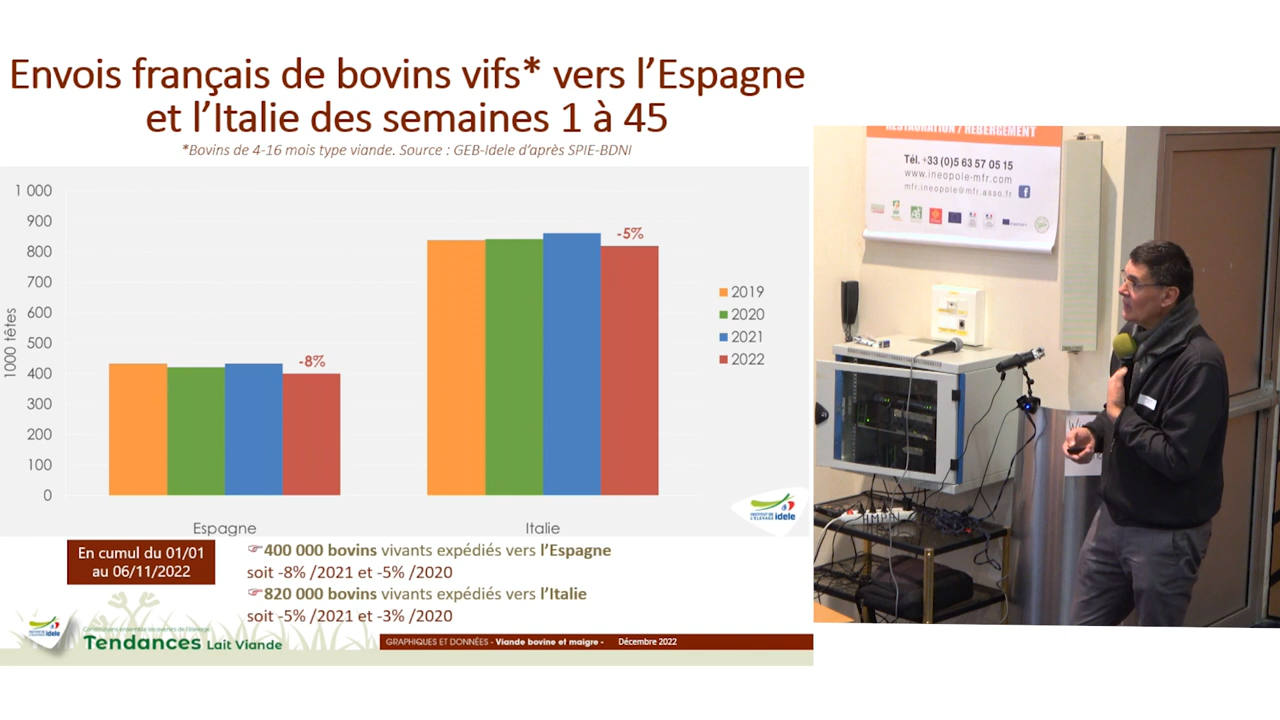 Envois français de bovins vifs* vers l’Espagne
et l’Italie des semaines 1 à 45
*Bovins de 4-16 mois type viande. Source : GEB-Idele d’après SPIE-BDNI
1000 têtes
1 000
900
800
700
600
500
400
300
200
100
0
-8%
-5%
Espagne
Italie
2019
2020
2021
2022
INSTITUT DE
L'ÉLEVAGE idele
En cumul du 01/01
au 06/11/2022
☞400 000 bovins vivants expédiés vers l’Espagne
soit -8% /2021 et -5% /2020
☞820 000 bovins vivants expédiés vers l’Italie
soit -5% /2021 et -3% /2020
idele
Tendances Lait Viande
GRAPHIQUES ET DONNÉES - Viande bovine et maigre - Décembre 2022
RESTAURATION / HÉBERGEMENT
Tél. +33 (0)5 63 57 05 15
www.ineopole-mfr.com
mfr.ineopole@mfr.asso.fr